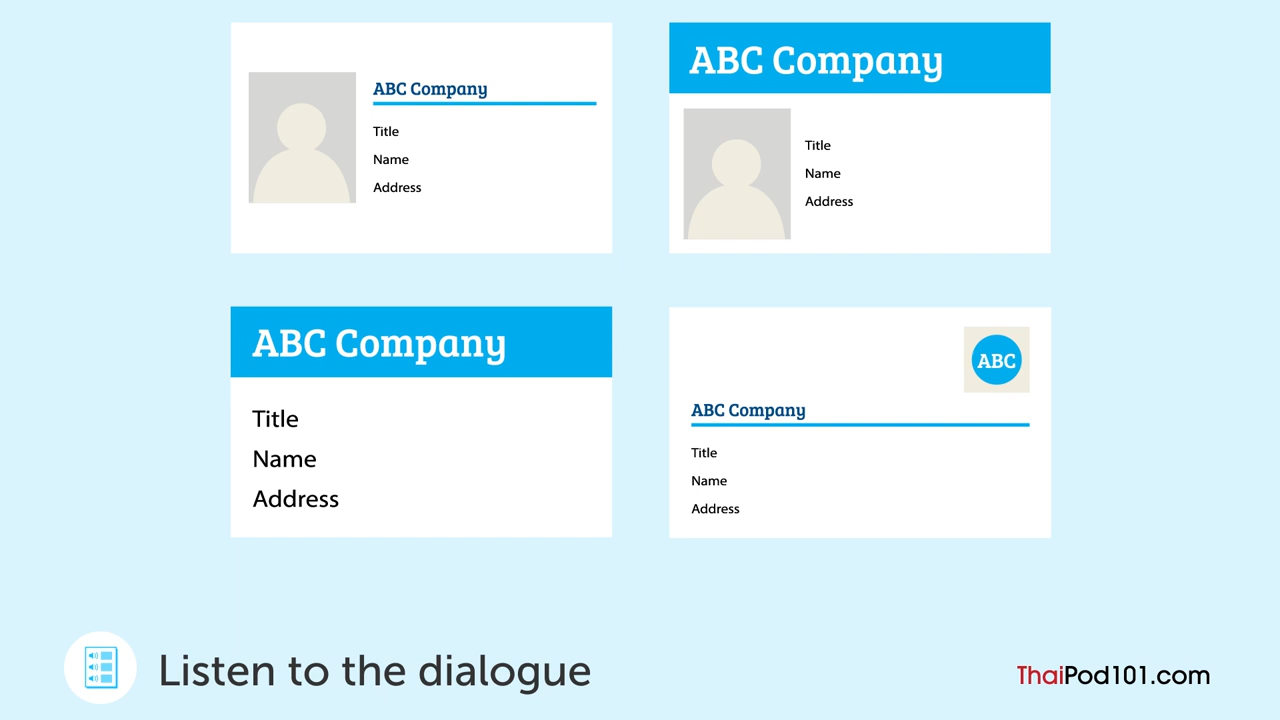 ABC Company
Title
Name
Address
ABC Company
Title
Name
Address
ABC Company
Title
Name
Address
ABC
ABC Company
Title
Name
Address
Listen to the dialogue
ThaiPod101.com